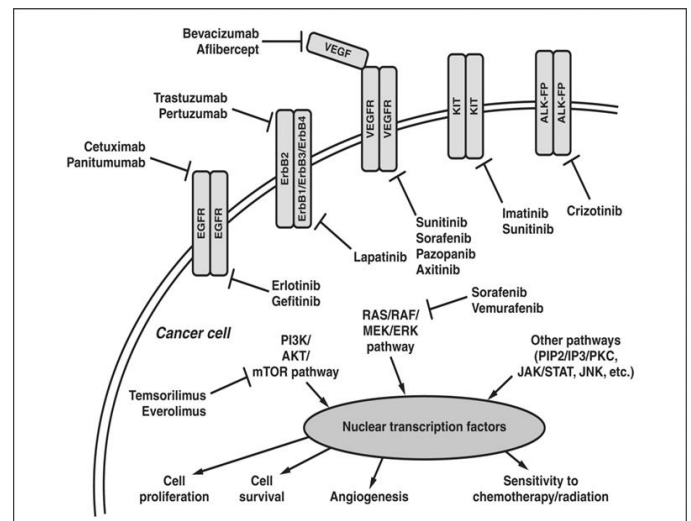 Bevacizumab
Aflibercept
VEGF
Trastuzumab
Pertuzumab
Cetuximab
Panitumumab
EGFR
EGFR
ErbB2
ErbB1/ErbB3/ErbB4
VEGFR
VEGFR
KIT
KIT
ALK-FP
ALK-FP
Erlotinib
Gefitinib
Lapatinib
Sunitinib
Sorafenib
Pazopanib
Axitinib
Imatinib
Sunitinib
Crizotinib
Cancer cell
PI3K/
AKT/
mTOR pathway
RAS/RAF/
MEK/ERK
pathway
Sorafenib
Vemurafenib
Other pathways
(PIP2/IP3/PKC,
JAK/STAT, JNK, etc.)
Temsorilimus
Everolimus
Nuclear transcription factors
Cell
proliferation
Cell
survival
Angiogenesis
Sensitivity to
chemotherapy/radiation